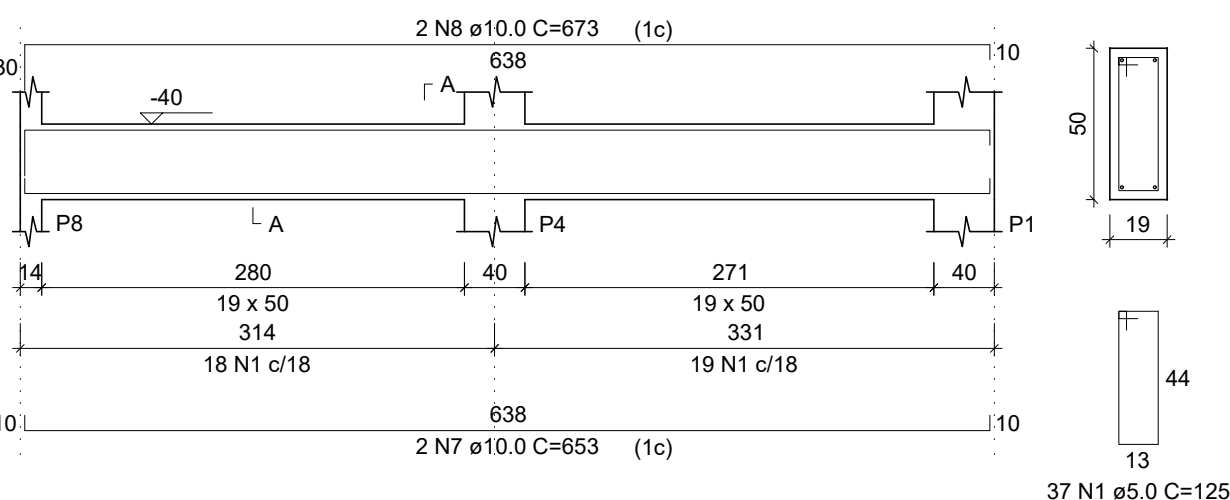 2 N8 ø10.0 C=673 (1c)
638
10
A
-40
50
P8
A
P4
P1
19
14
280
40
271
40
19 x 50
19 x 50
314
331
18 N1 c/18
19 N1 c/18
44
638
10
2 N7 ø10.0 C=653 (1c)
13
37 N1 ø5.0 C=125